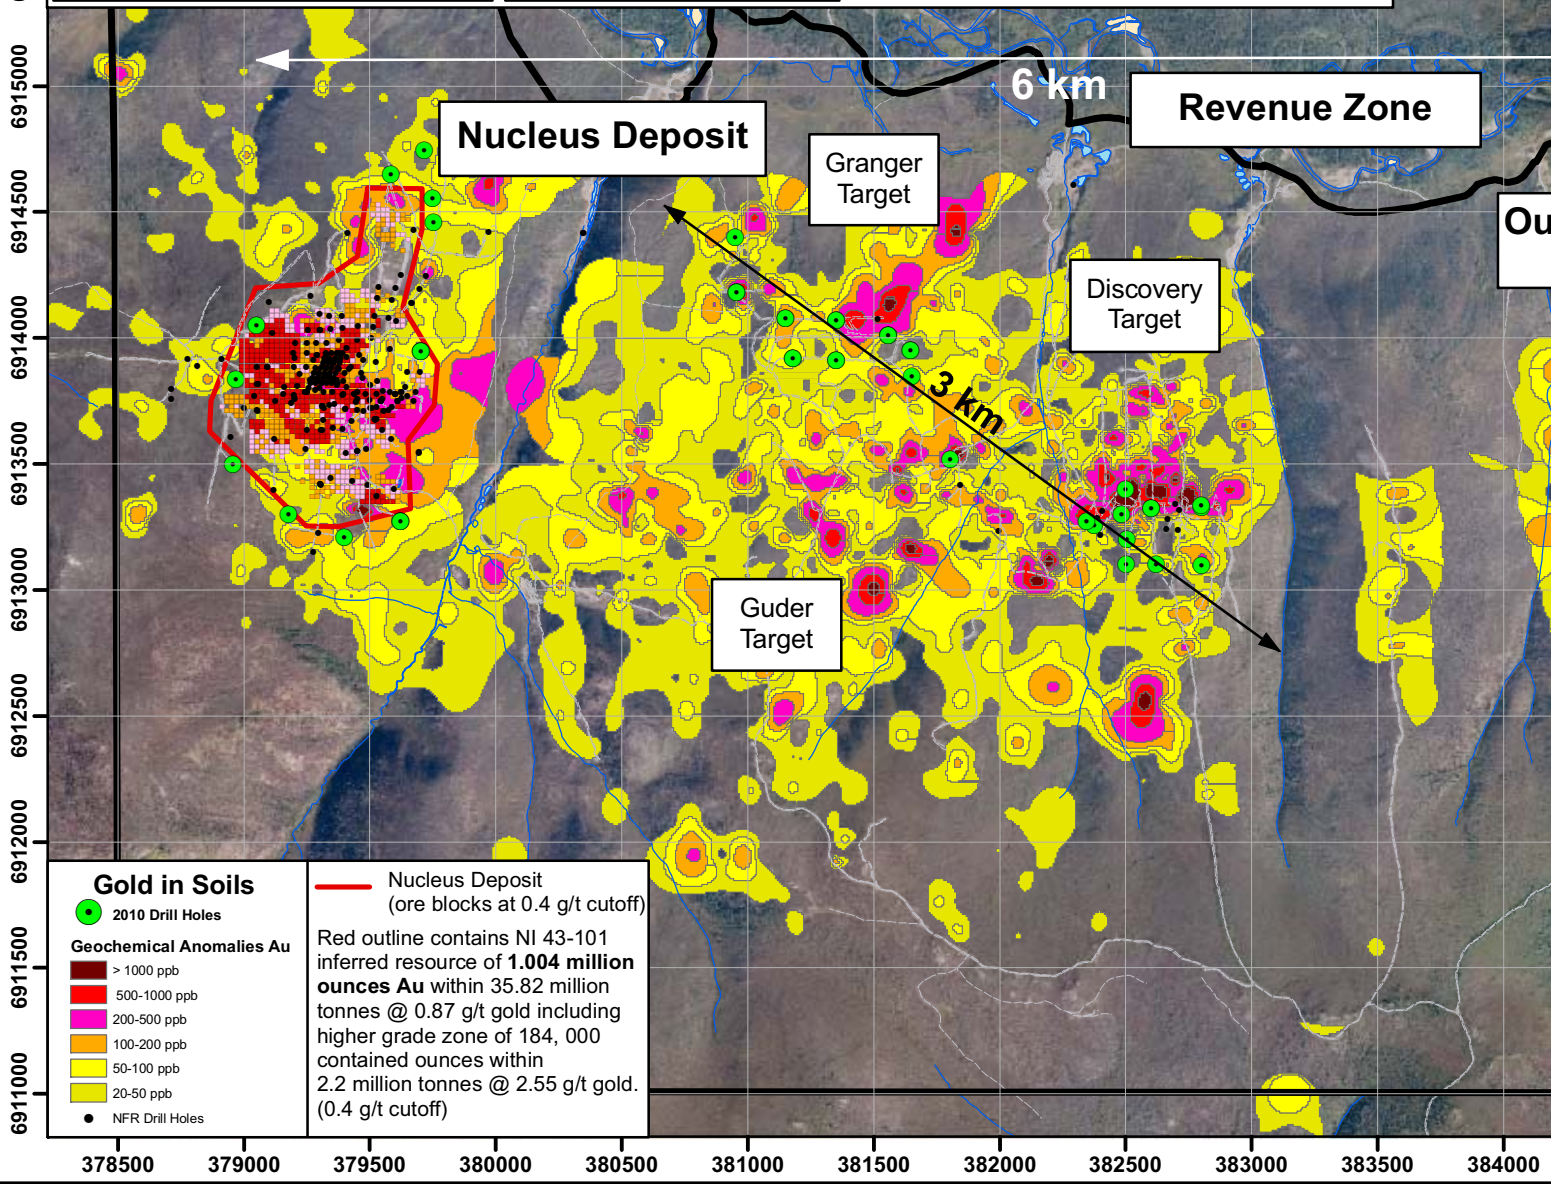 6 km
Revenue Zone
Nucleus Deposit
Granger
Target
Ou
Discovery
Target
3 km
Guder
Target
6915000
6914500
6914000
6913500
6913000
6912500
6912000
6911500
6911000
Gold in Soils
2010 Drill Holes
Geochemical Anomalies Au
> 1000 ppb
500-1000 ppb
200-500 ppb
100-200 ppb
50-100 ppb
20-50 ppb
NFR Drill Holes
Nucleus Deposit
(ore blocks at 0.4 g/t cutoff)
Red outline contains NI 43-101
inferred resource of 1.004 million
ounces Au within 35.82 million
tonnes @ 0.87 g/t gold including
higher grade zone of 184, 000
contained ounces within
2.2 million tonnes @ 2.55 g/t gold.
(0.4 g/t cutoff)
378500 379000 379500 380000 380500 381000 381500 382000 382500 383000 383500 384000